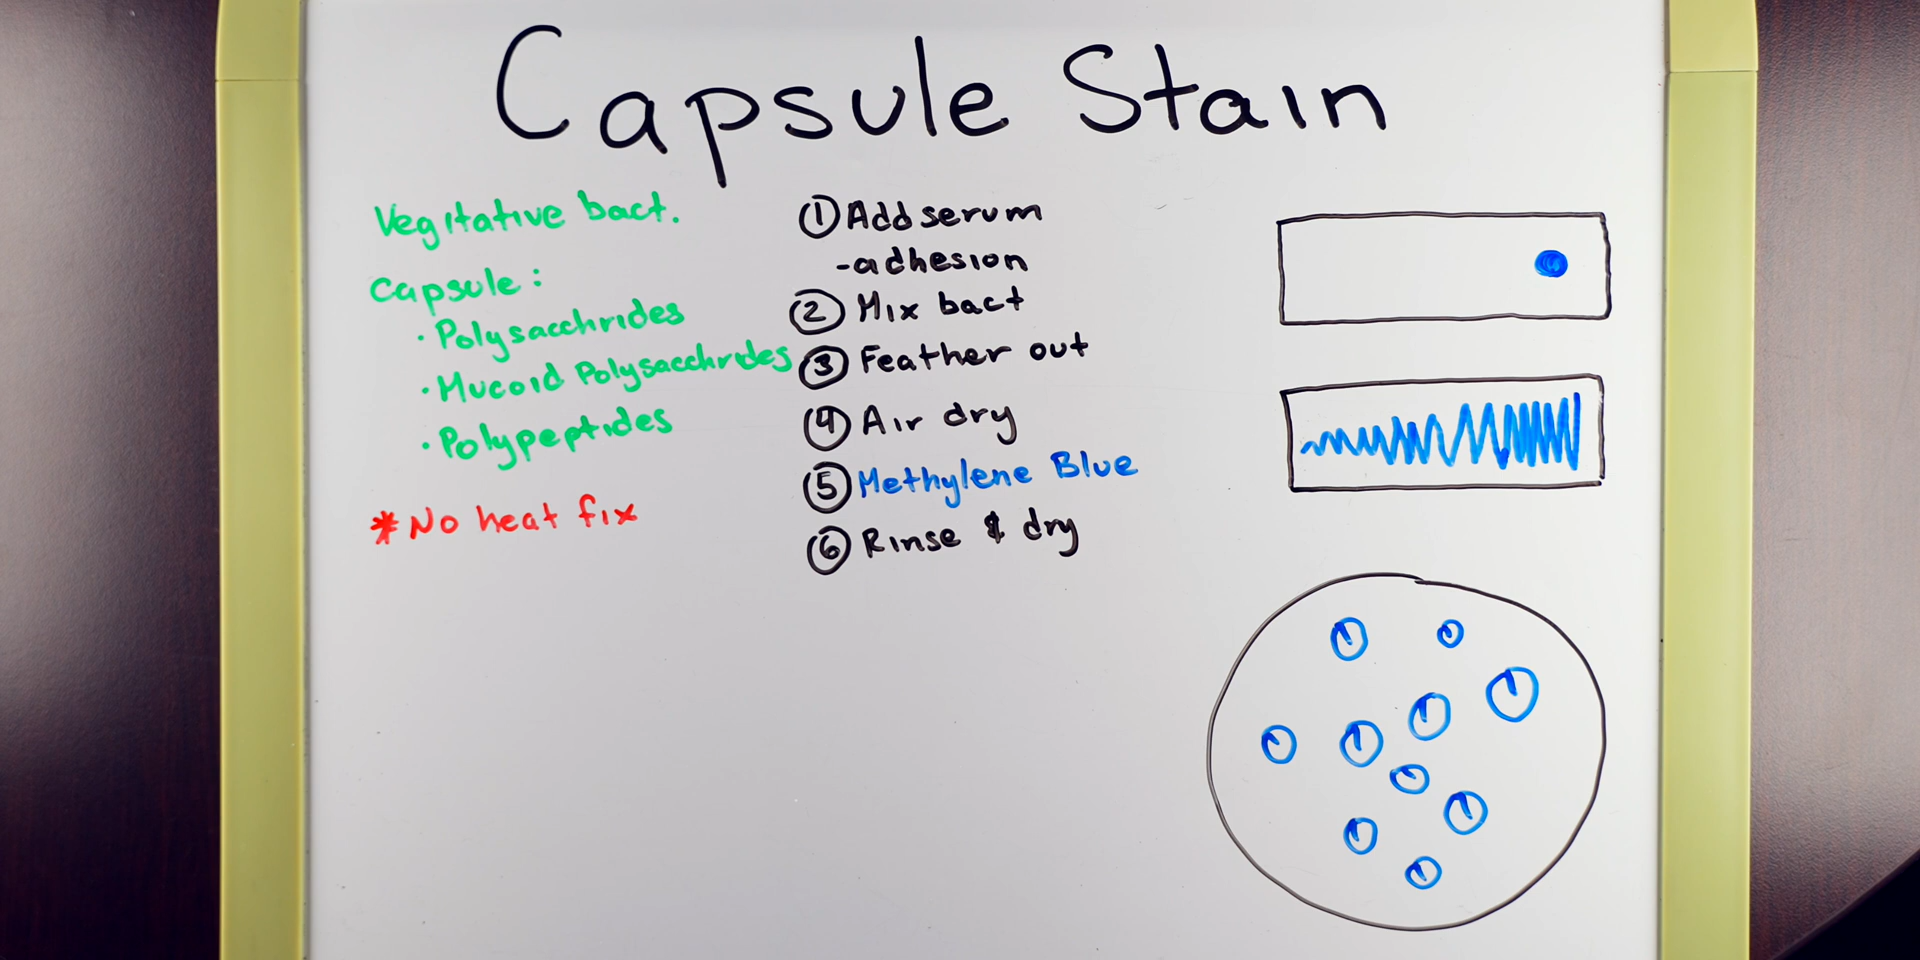 Capsule Stain
Vegitative bact.
Capsule:
· Polysacchrides
· Mucoid Polysacchrides
· Polypeptides
* No heat fix
① Add serum
- adhesion
② Mix bact
③ Feather out
④ Air dry
⑤ Methylene Blue
⑥ Rinse & dry